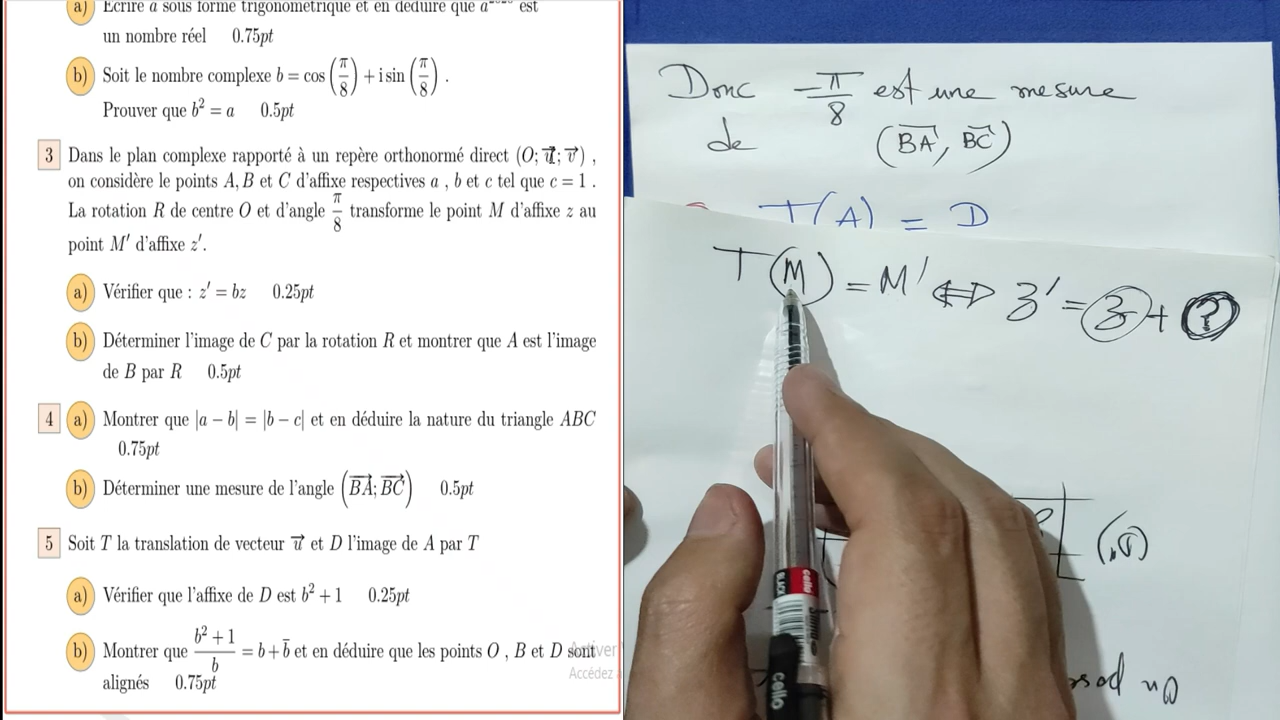 a) Écrire a sous forme trigonométrique et en déduire que a²⁰²⁰ est
un nombre réel 0.75pt
b) Soit le nombre complexe b = cos(π/8) + i sin(π/8) .
Prouver que b² = a 0.5pt
3 Dans le plan complexe rapporté à un repère orthonormé direct (O; u⃗; v⃗) ,
on considère le points A, B et C d'affixe respectives a , b et c tel que c = 1 .
La rotation R de centre O et d'angle π/8 transforme le point M d'affixe z au
point M′ d'affixe z′.
a) Vérifier que : z′ = bz 0.25pt
b) Déterminer l'image de C par la rotation R et montrer que A est l'image
de B par R 0.5pt
4 a) Montrer que |a − b| = |b − c| et en déduire la nature du triangle ABC
0.75pt
b) Déterminer une mesure de l'angle (BA⃗; BC⃗) 0.5pt
5 Soit T la translation de vecteur u⃗ et D l'image de A par T
a) Vérifier que l'affixe de D est b² + 1 0.25pt
b) Montrer que (b² + 1)/b = b + b̄ et en déduire que les points O , B et D sont
alignés 0.75pt
Activer
Accédez
Donc −π/8 est une mesure
de (BA⃗, BC⃗)
T(A) = D
T(M) = M′ ⟺ z′ = z + ?
cello